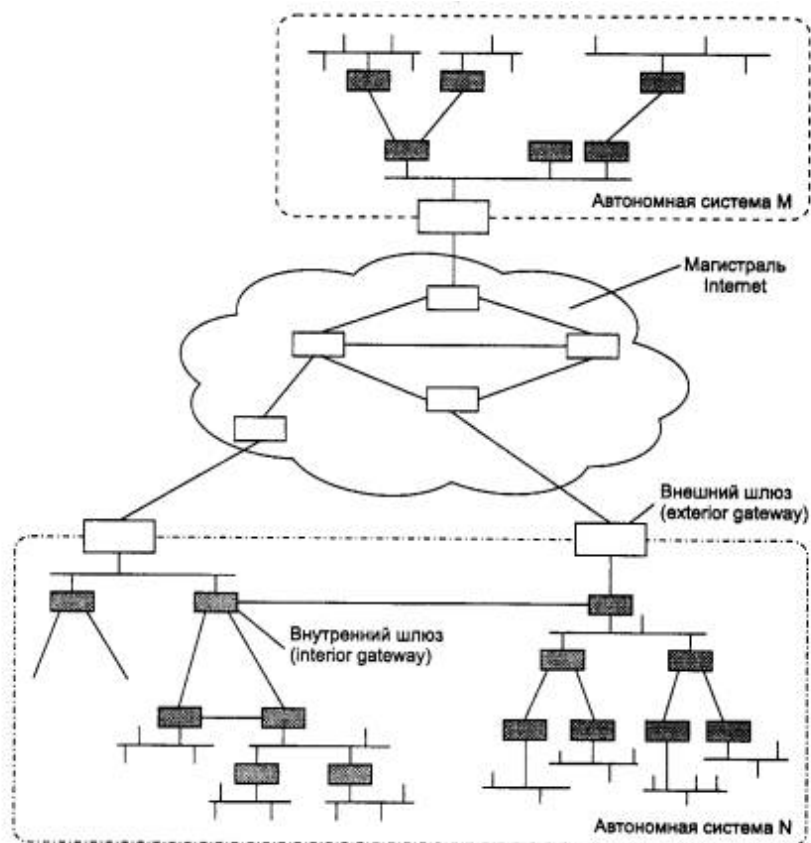 Автономная система М
Магистраль
Internet
Внешний шлюз
(exterior gateway)
Внутренний шлюз
(interior gateway)
Автономная система N